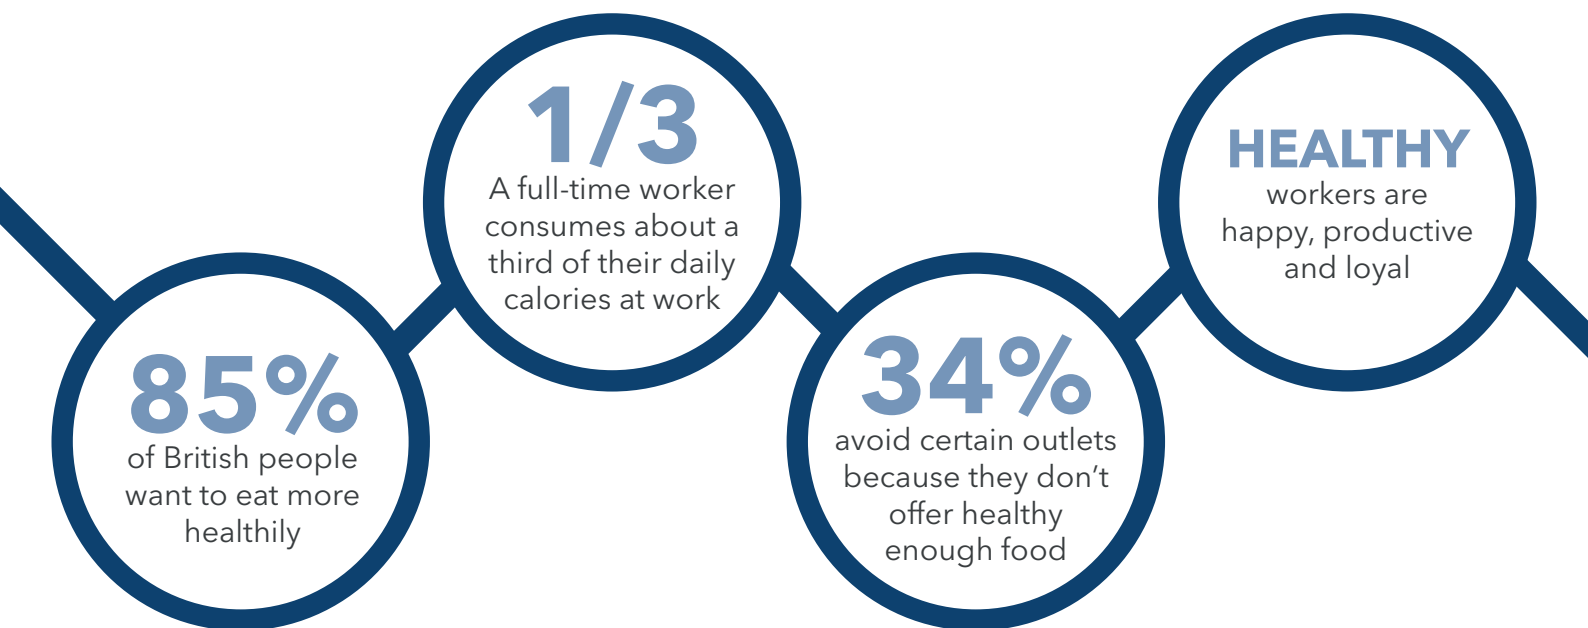 85%
of British people
want to eat more
healthily
1/3
A full-time worker
consumes about a
third of their daily
calories at work
34%
avoid certain outlets
because they don’t
offer healthy
enough food
HEALTHY
workers are
happy, productive
and loyal